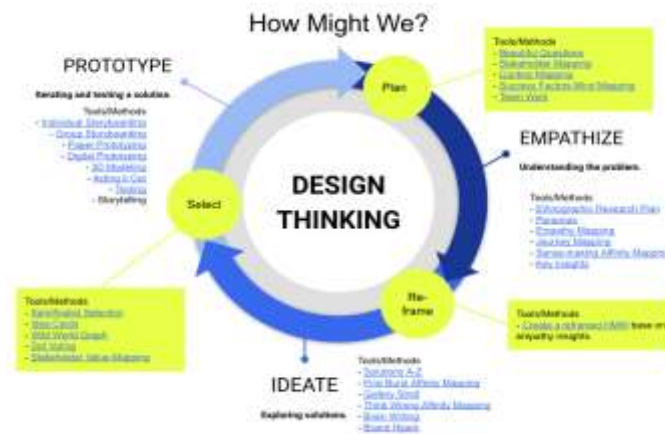 How Might We?
PROTOTYPE
Iterating and testing a solution.
Tools/Methods
- Individual Storyboarding
- Group Storyboarding
- Paper Prototyping
- Digital Prototyping
- 3D Modeling
- Acting it Out
- Testing
- Storytelling
Plan
Tools/Methods
- Beautiful Questions
- Stakeholder Mapping
- Success Factors Mind Mapping
- Team Work
EMPATHIZE
Understanding the problem.
Tools/Methods
- Ethnographic Research Plan
- Personas
- Empathy Mapping
- Journey Mapping
- Sense-making Affinity Mapping
- Key Insights
DESIGN
THINKING
Select
Tools/Methods
- Wild World Graph
- Dot Voting
- Stakeholder Value Mapping
Re-
frame
Tools/Methods
- Create a reframed HMW base on
empathy insights.
IDEATE
Exploring solutions.
Tools/Methods
- Solutions A-Z
- First Burst Affinity Mapping
- Gallery Stroll
- Think Wrong Affinity Mapping
- Brain Writing